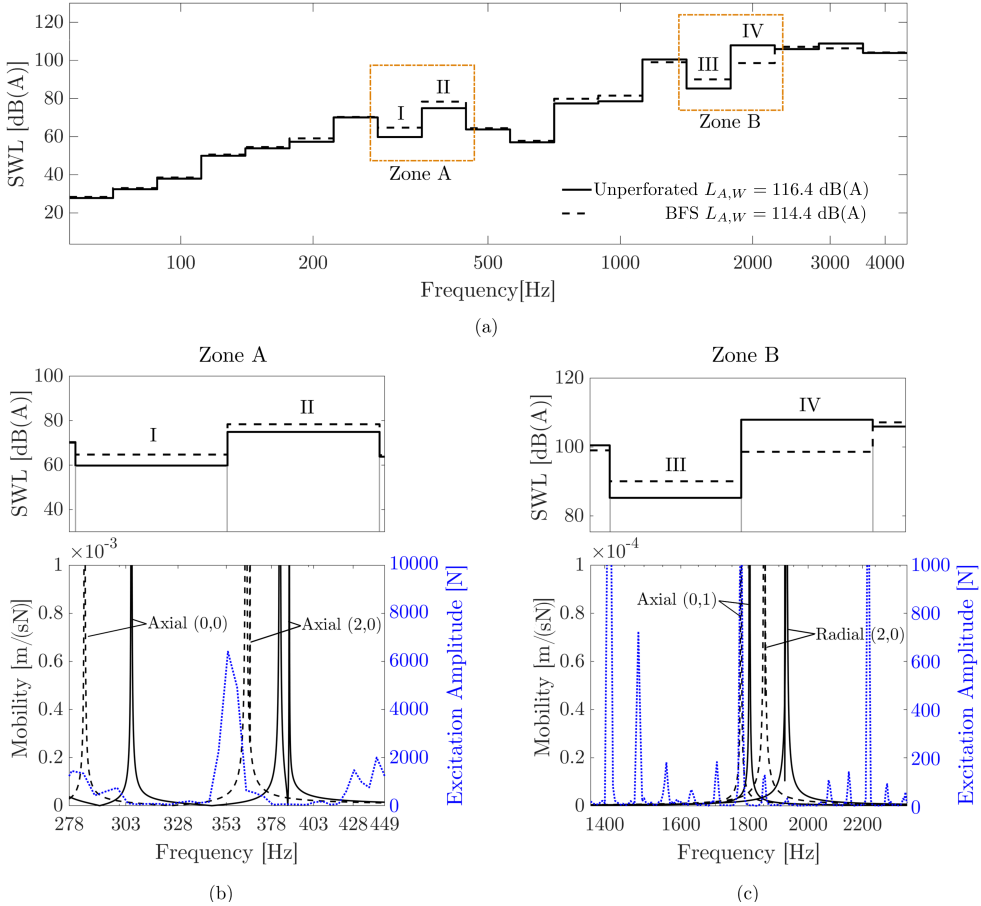 120
100
80
60
40
20
SWL [dB(A)]
I
II
III
IV
Zone A
Zone B
Unperforated L_{A,W} = 116.4 dB(A)
BFS L_{A,W} = 114.4 dB(A)
100
200
500
1000
2000
3000
4000
Frequency[Hz]
(a)
Zone A
100
80
60
40
SWL [dB(A)]
I
II
×10⁻³
1
0.8
0.6
0.4
0.2
0
Mobility [m/(sN)]
Axial (0,0)
Axial (2,0)
10000
8000
6000
4000
2000
0
Excitation Amplitude [N]
278
303
328
353
378
403
428
449
Frequency [Hz]
(b)
Zone B
120
100
80
SWL [dB(A)]
III
IV
×10⁻⁴
1
0.8
0.6
0.4
0.2
0
Mobility [m/(sN)]
Axial (0,1)
Radial (2,0)
1000
800
600
400
200
0
Excitation Amplitude [N]
1400
1600
1800
2000
2200
Frequency [Hz]
(c)